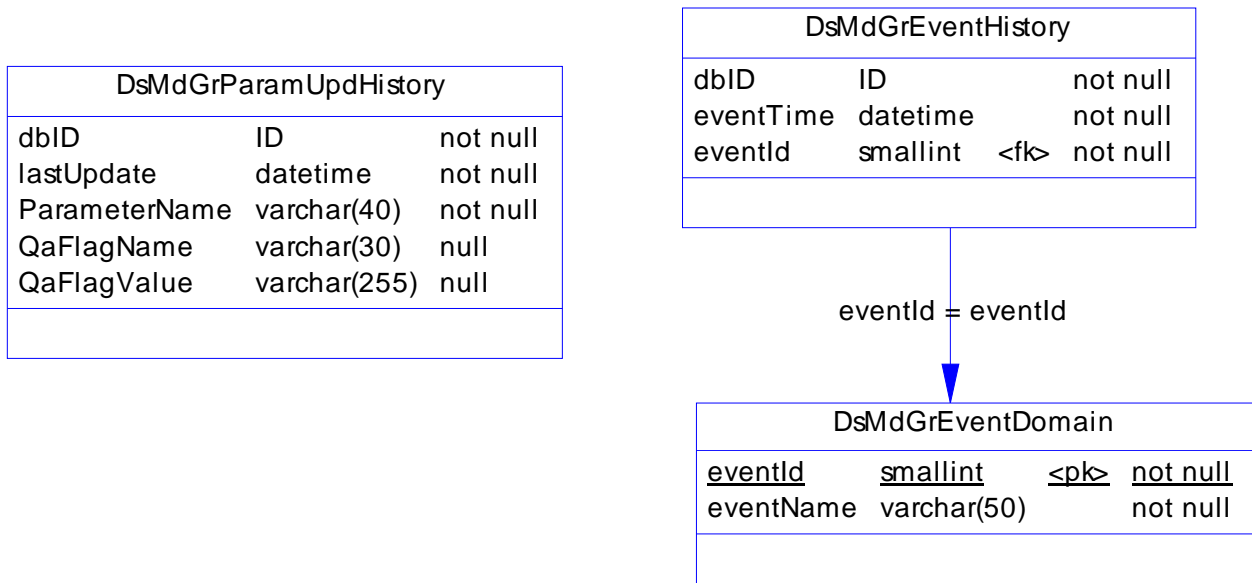 DsMdGrParamUpdHistory
dbID ID not null
lastUpdate datetime not null
ParameterName varchar(40) not null
QaFlagName varchar(30) null
QaFlagValue varchar(255) null
DsMdGrEventHistory
dbID ID not null
eventTime datetime not null
eventId smallint <fk> not null
eventId = eventId
DsMdGrEventDomain
eventId smallint <pk> not null
eventName varchar(50) not null